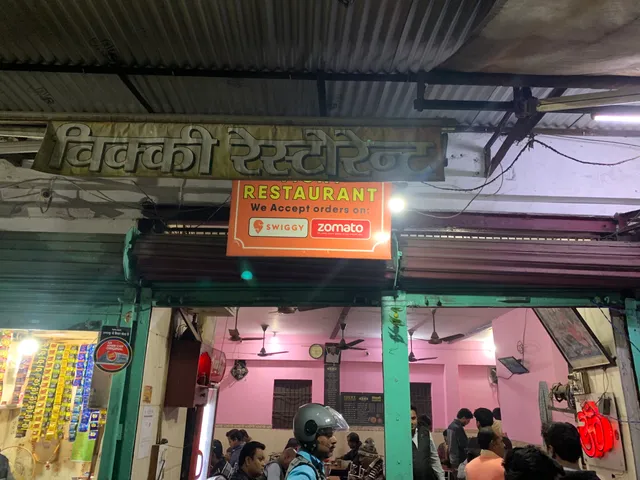 विक्की रेस्टोरेन्ट
RESTAURANT
We Accept orders on:
SWIGGY zomato